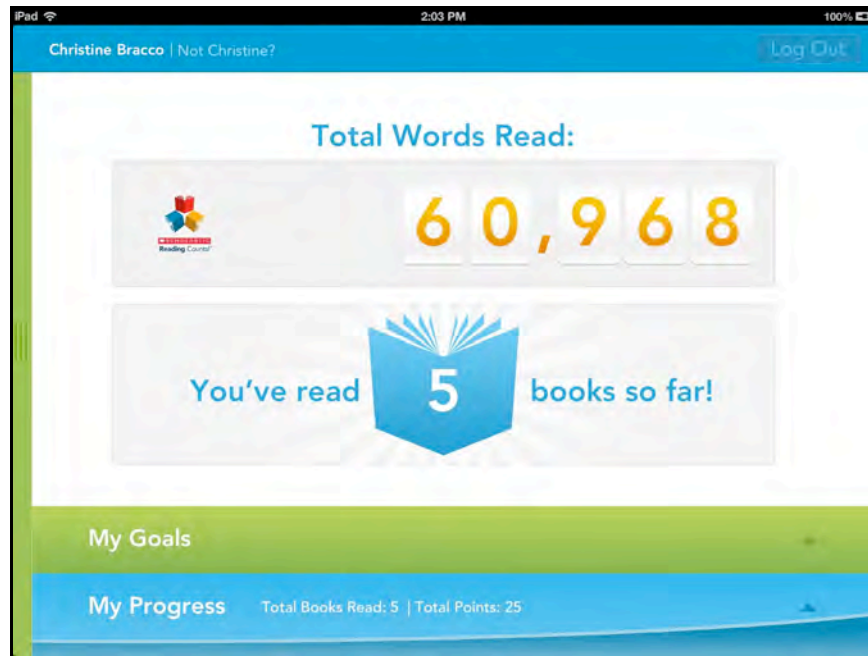 iPad 2:03 PM 100%
Christine Bracco | Not Christine? Log Out
Total Words Read:
60,968
SCHOLASTIC
Reading Counts!
You've read 5 books so far!
My Goals
My Progress Total Books Read: 5 | Total Points: 25